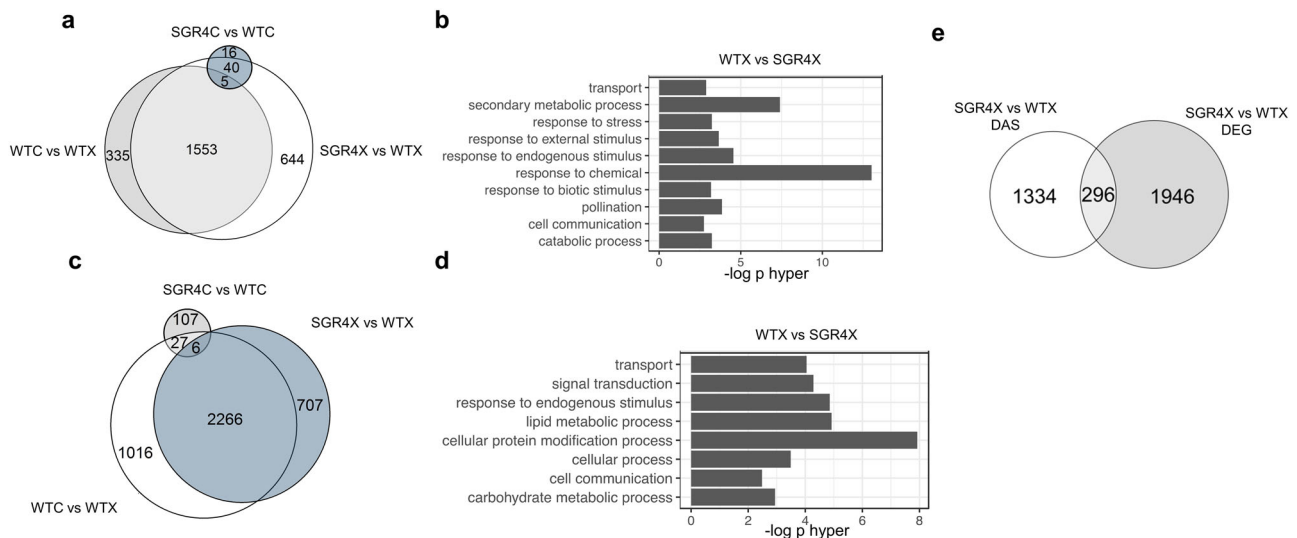 a
SGR4C vs WTC
16
40
5
WTC vs WTX
335
1553
644
SGR4X vs WTX
b
WTX vs SGR4X
transport
secondary metabolic process
response to stress
response to external stimulus
response to endogenous stimulus
response to chemical
response to biotic stimulus
pollination
cell communication
catabolic process
0
5
10
-log p hyper
c
SGR4C vs WTC
107
27
6
SGR4X vs WTX
2266
707
1016
WTC vs WTX
d
WTX vs SGR4X
transport
signal transduction
response to endogenous stimulus
lipid metabolic process
cellular protein modification process
cellular process
cell communication
carbohydrate metabolic process
0
2
4
6
8
-log p hyper
e
SGR4X vs WTX
DAS
SGR4X vs WTX
DEG
1334
296
1946